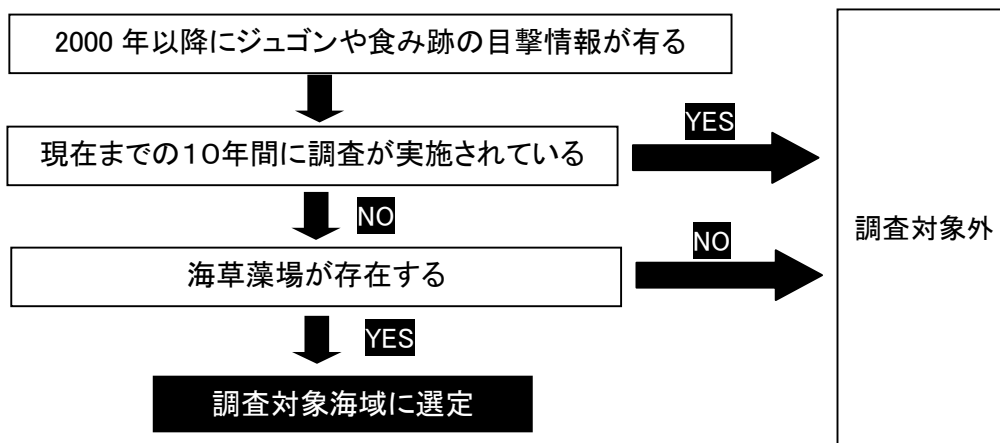 2000 年以降にジュゴンや食み跡の目撃情報が有る
YES
現在までの１０年間に調査が実施されている
NO
NO
調査対象外
海草藻場が存在する
YES
調査対象海域に選定